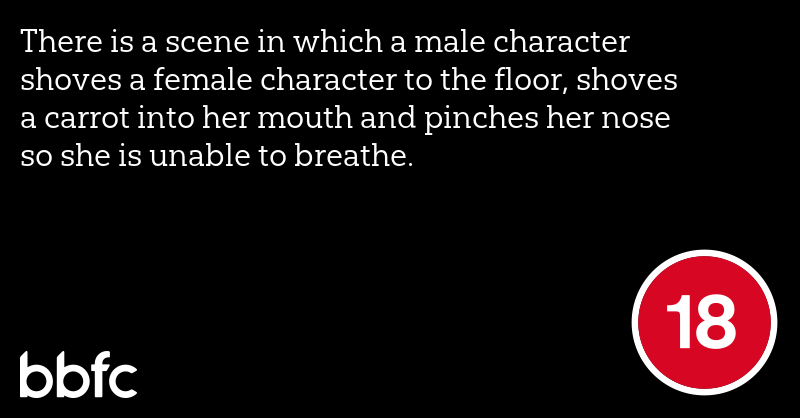 There is a scene in which a male character
shoves a female character to the floor, shoves
a carrot into her mouth and pinches her nose
so she is unable to breathe.
18
bbfc